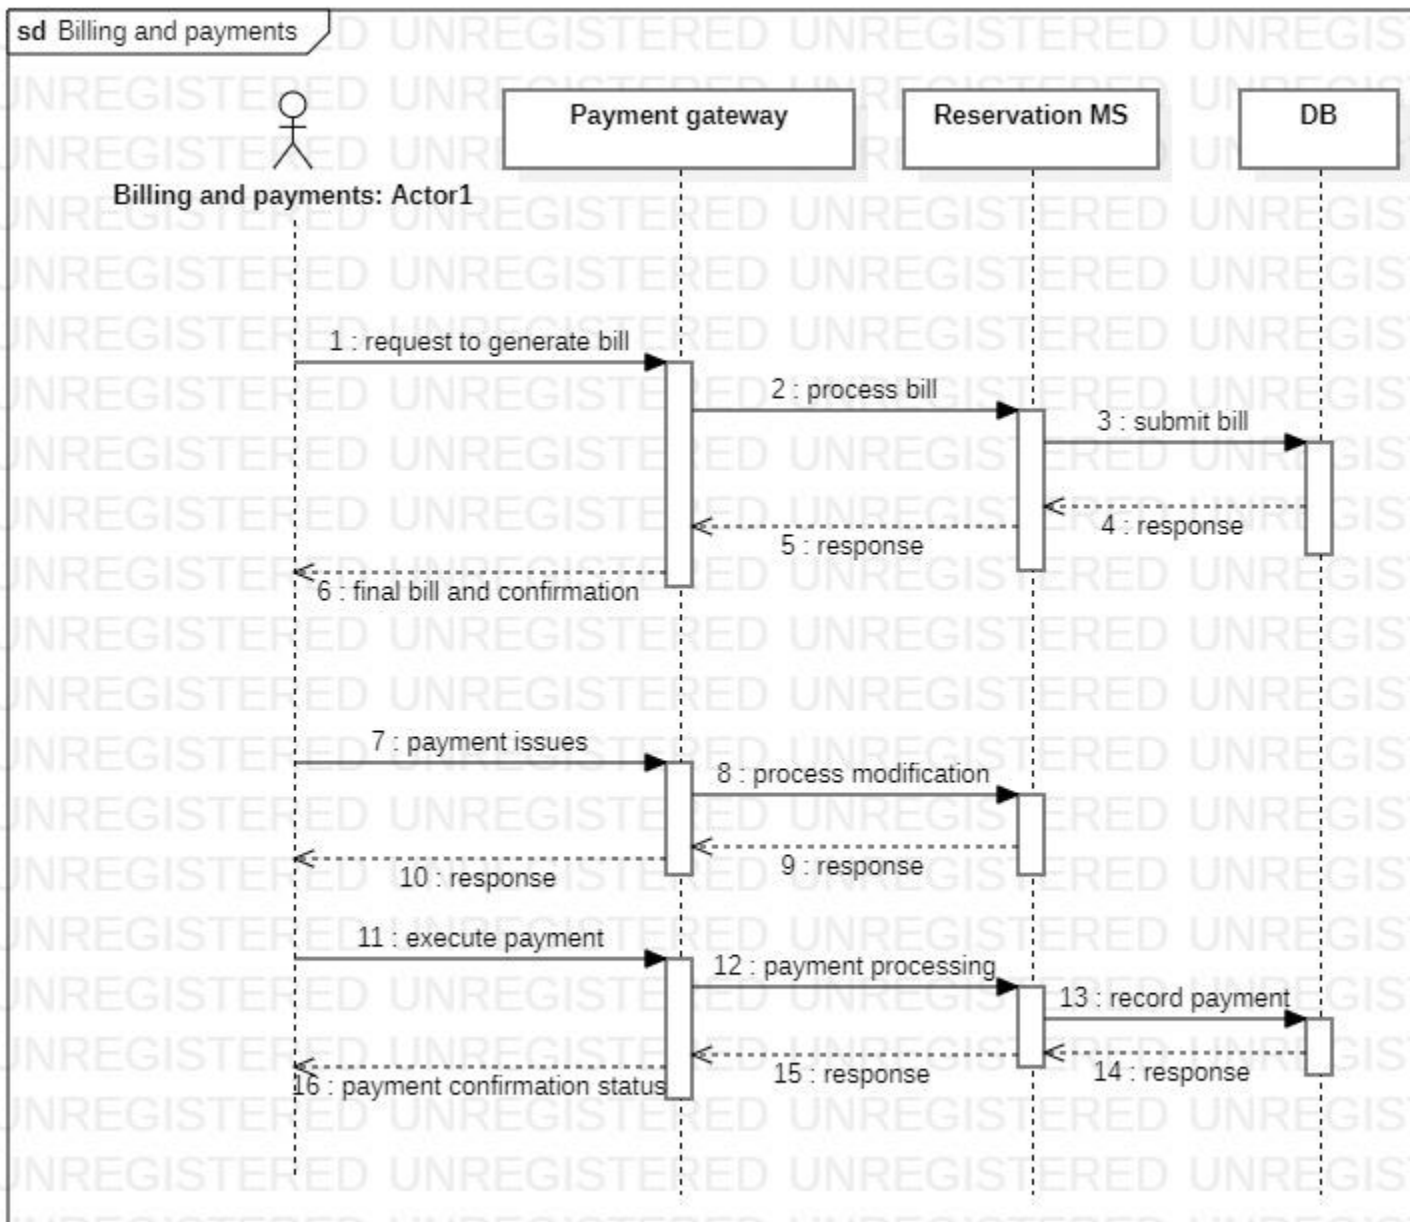 sd Billing and payments
Payment gateway
Reservation MS
DB
Billing and payments: Actor1
1 : request to generate bill
2 : process bill
3 : submit bill
4 : response
5 : response
6 : final bill and confirmation
7 : payment issues
8 : process modification
9 : response
10 : response
11 : execute payment
12 : payment processing
13 : record payment
14 : response
15 : response
16 : payment confirmation status
UNREGISTERED